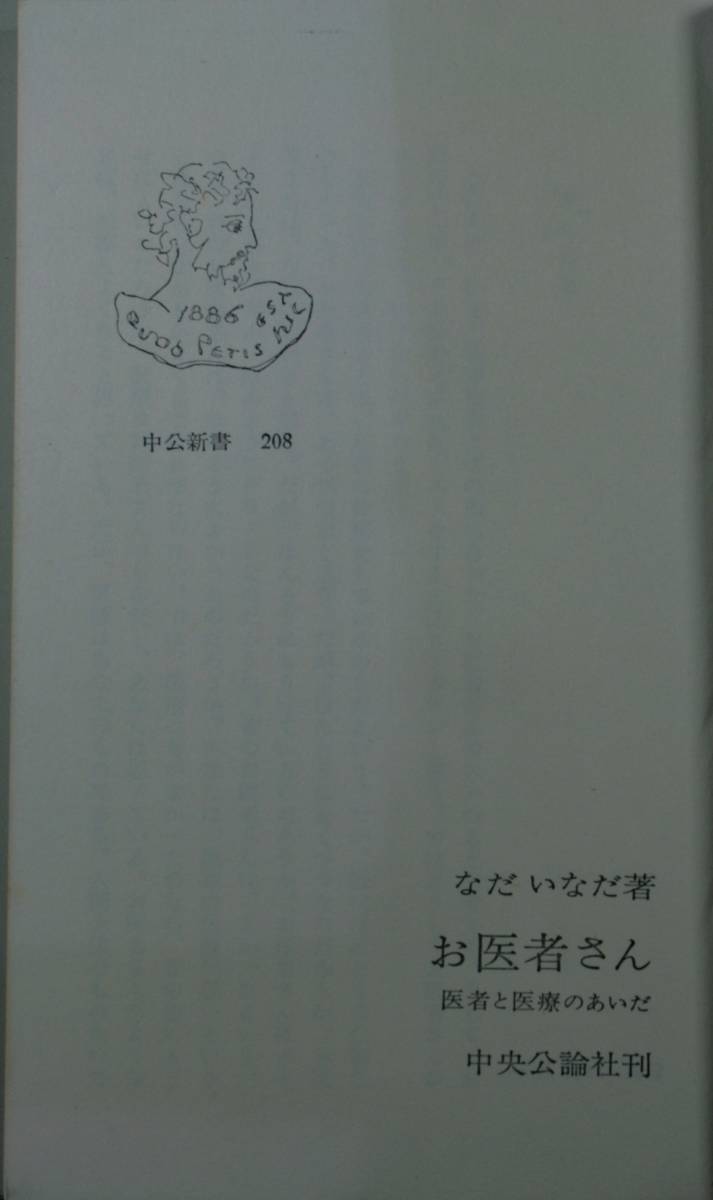 1886
QUOD PETIS HIC EST
中公新書 208
なだ いなだ著
お医者さん
医者と医療のあいだ
中央公論社刊